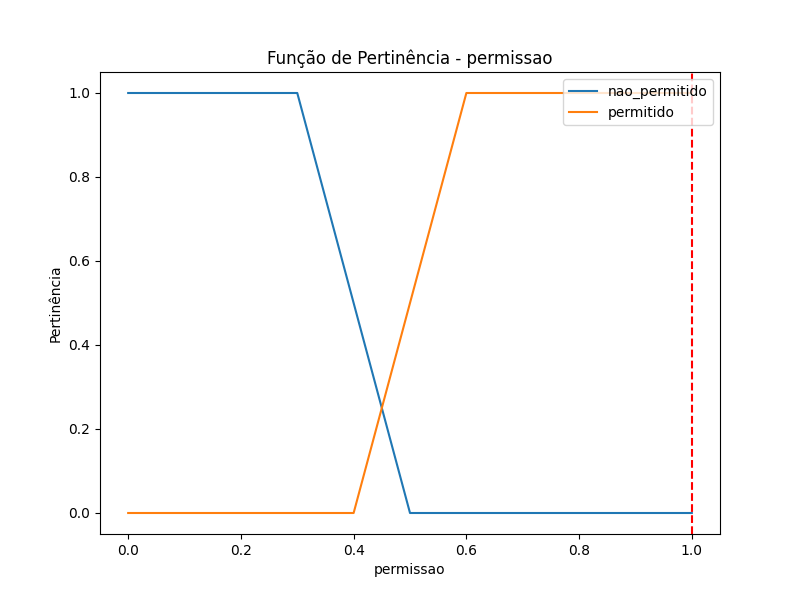 Função de Pertinência - permissao
nao_permitido
permitido
1.0
0.8
0.6
0.4
0.2
0.0
Pertinência
0.0 0.2 0.4 0.6 0.8 1.0
permissao